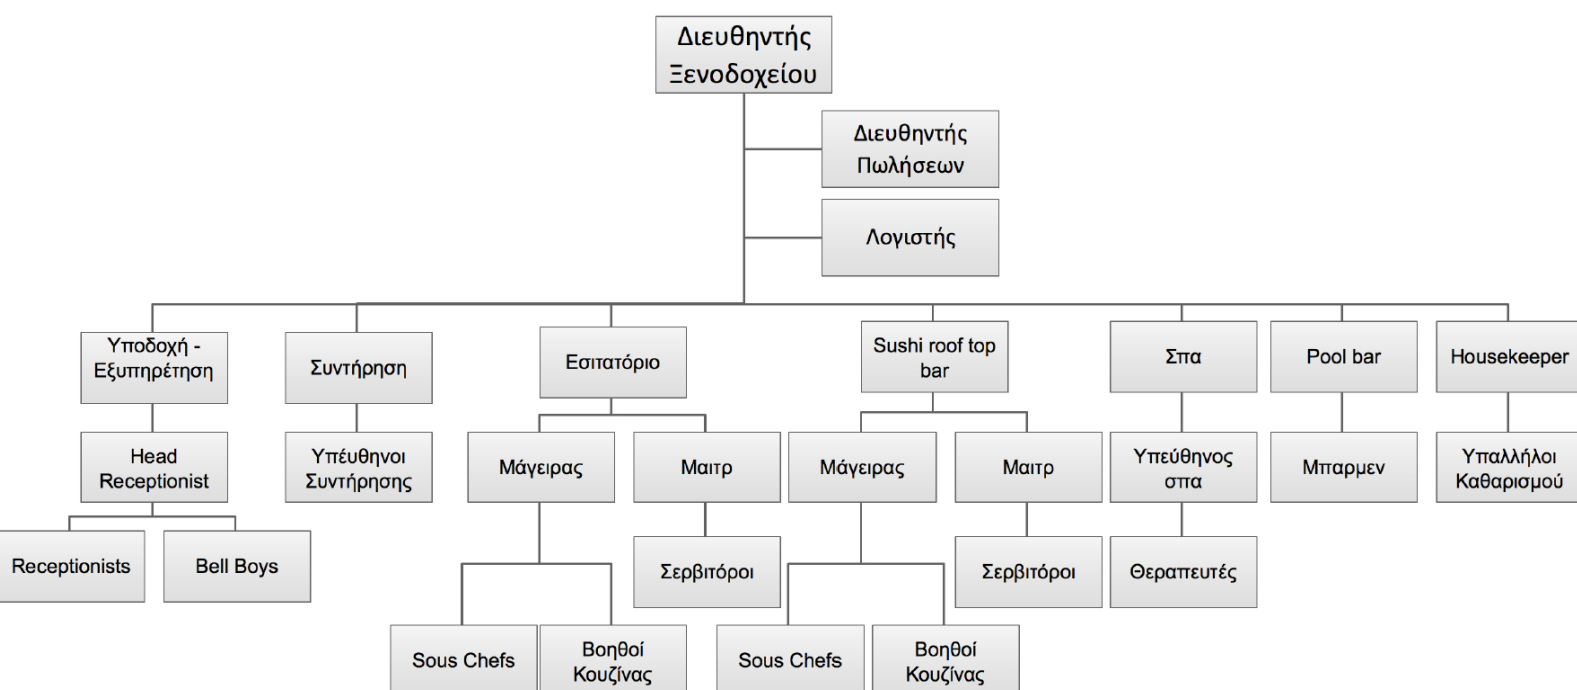 Διευθηντής
Ξενοδοχείου
Διευθηντής
Πωλήσεων
Λογιστής
Υποδοχή -
Εξυπηρέτηση
Συντήρηση
Εσιτατόριο
Sushi roof top
bar
Σπα
Pool bar
Housekeeper
Head
Receptionist
Υπέυθηνοι
Συντήρησης
Μάγειρας
Μαιτρ
Μάγειρας
Μαιτρ
Υπεύθηνος
σπα
Μπαρμεν
Υπαλλήλοι
Καθαρισμού
Receptionists
Bell Boys
Σερβιτόροι
Σερβιτόροι
Θεραπευτές
Sous Chefs
Βοηθοί
Κουζίνας
Sous Chefs
Βοηθοί
Κουζίνας